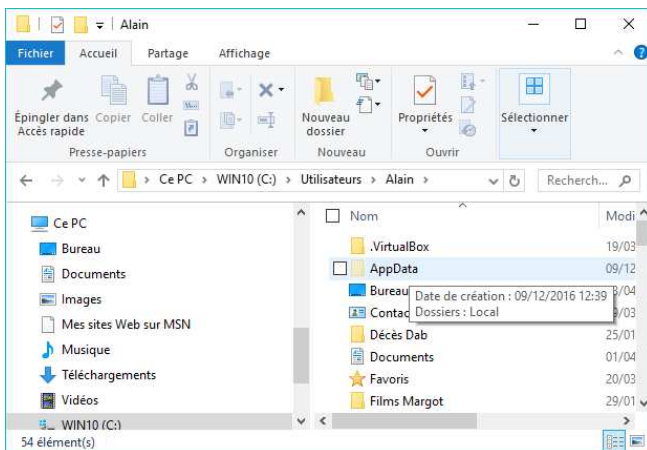 Alain
Fichier Accueil Partage Affichage
Épingler dans Accès rapide
Copier
Coller
Nouveau dossier
Propriétés
Sélectionner
Presse-papiers Organiser Nouveau Ouvrir
Ce PC > WIN10 (C:) > Utilisateurs > Alain >
Recherch...
Ce PC
Bureau
Documents
Images
Mes sites Web sur MSN
Musique
Téléchargements
Vidéos
WIN10 (C:)
Nom Modi
.VirtualBox 19/03
AppData 09/12
Bureau
Date de création : 09/12/2016 12:39
Dossiers : Local
Contac
Décès Dab 25/01
Documents 01/04
Favoris 20/03
Films Margot 29/01
54 élément(s)